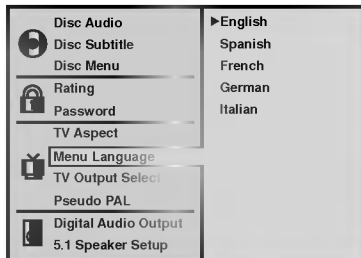 Disc Audio
Disc Subtitle
Disc Menu
Rating
Password
TV Aspect
Menu Language
TV Output Select
Pseudo PAL
Digital Audio Output
5.1 Speaker Setup
English
Spanish
French
German
Italian